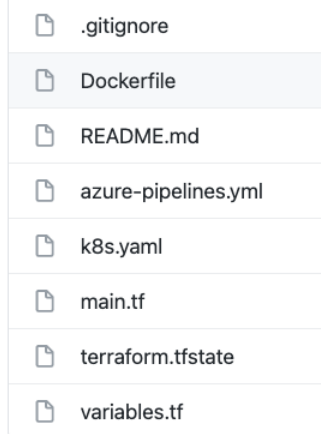 .gitignore
Dockerfile
README.md
azure-pipelines.yml
k8s.yaml
main.tf
terraform.tfstate
variables.tf